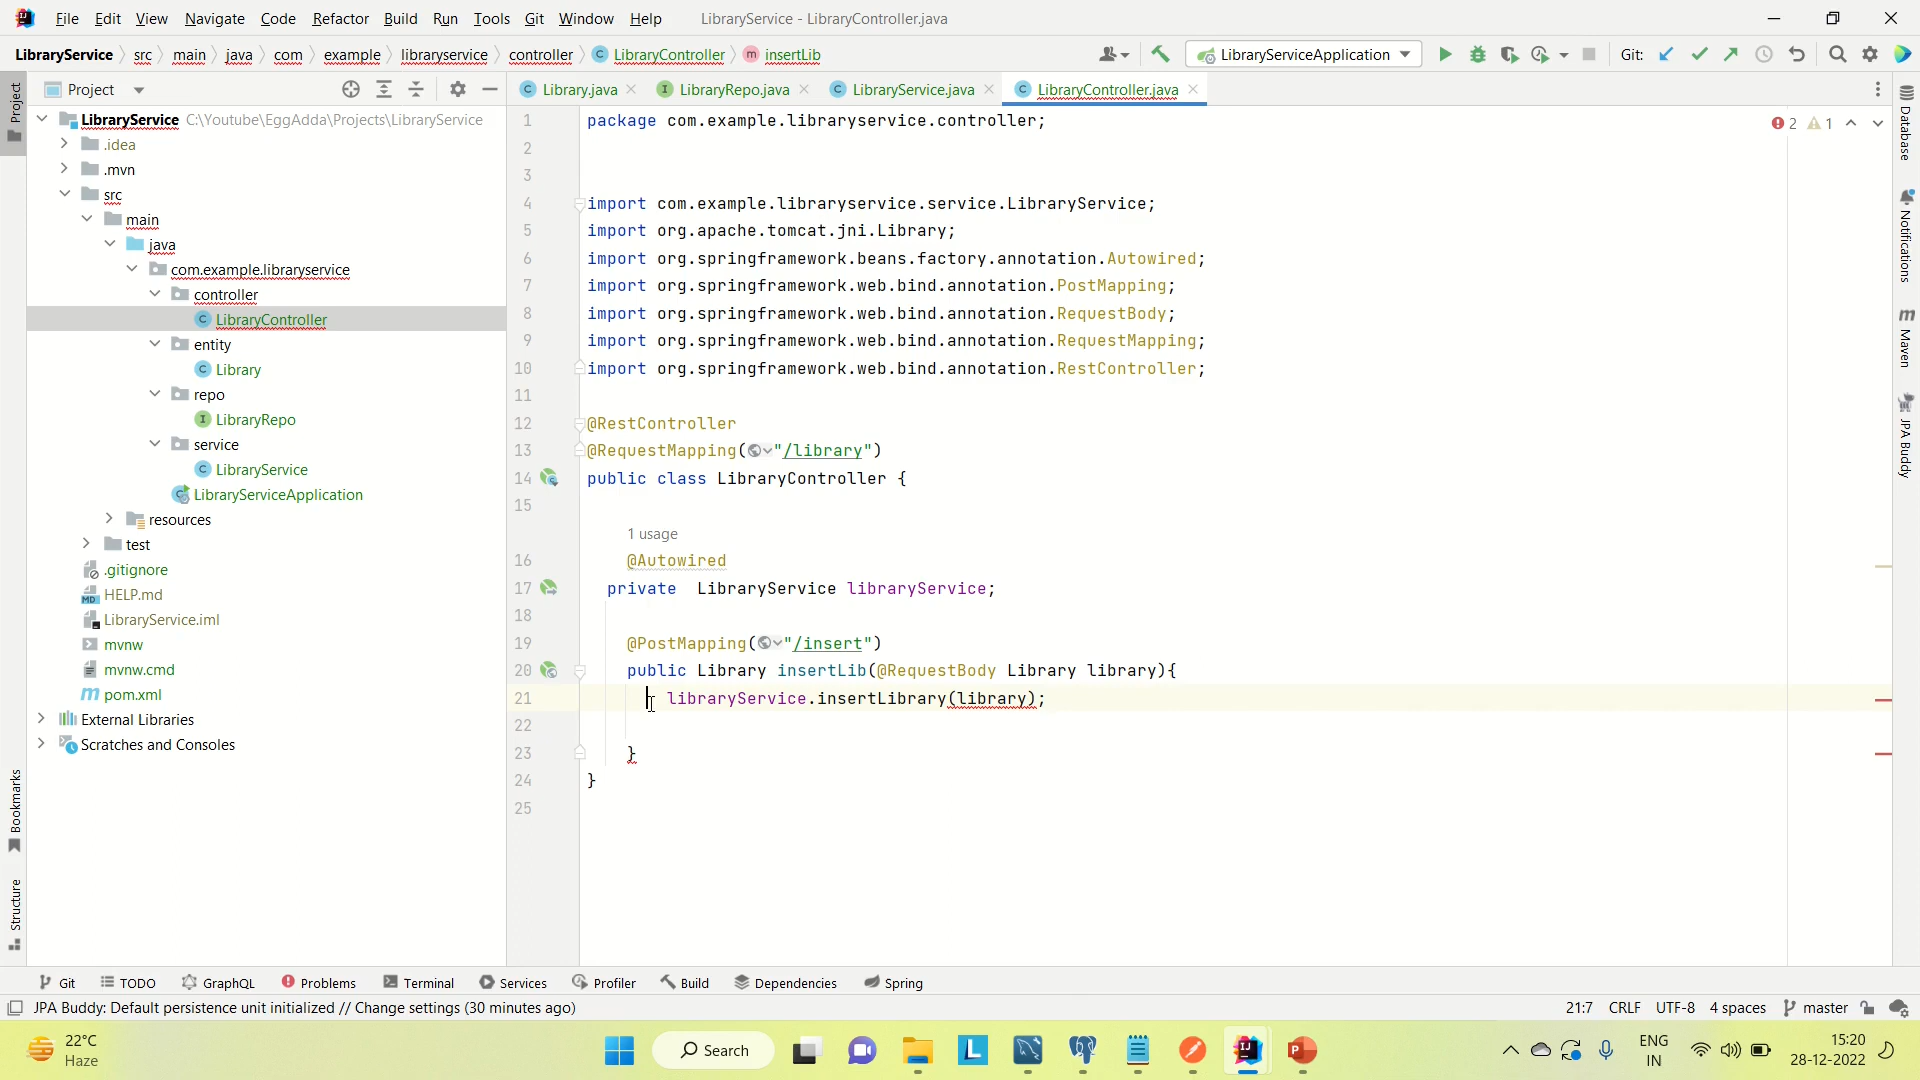 File Edit View Navigate Code Refactor Build Run Tools Git Window Help LibraryService - LibraryController.java
LibraryService src main java com example libraryservice controller LibraryController insertLib LibraryServiceApplication Git:
Project Library.java LibraryRepo.java LibraryService.java LibraryController.java
Project
LibraryService C:\Youtube\EggAdda\Projects\LibraryService
.idea
.mvn
src
main
java
com.example.libraryservice
controller
LibraryController
entity
Library
repo
LibraryRepo
service
LibraryService
LibraryServiceApplication
resources
test
.gitignore
HELP.md
LibraryService.iml
mvnw
mvnw.cmd
pom.xml
External Libraries
Scratches and Consoles
Bookmarks
Structure
2 1
1 package com.example.libraryservice.controller;
2
3
4 import com.example.libraryservice.service.LibraryService;
5 import org.apache.tomcat.jni.Library;
6 import org.springframework.beans.factory.annotation.Autowired;
7 import org.springframework.web.bind.annotation.PostMapping;
8 import org.springframework.web.bind.annotation.RequestBody;
9 import org.springframework.web.bind.annotation.RequestMapping;
10 import org.springframework.web.bind.annotation.RestController;
11
12 @RestController
13 @RequestMapping("/library")
14 public class LibraryController {
15
1 usage
16 @Autowired
17 private LibraryService libraryService;
18
19 @PostMapping("/insert")
20 public Library insertLib(@RequestBody Library library){
21 libraryService.insertLibrary(library);
22
23 }
24 }
25
Database
Notifications
Maven
JPA Buddy
Git TODO GraphQL Problems Terminal Services Profiler Build Dependencies Spring
JPA Buddy: Default persistence unit initialized // Change settings (30 minutes ago) 21:7 CRLF UTF-8 4 spaces master
22°C
Haze
Search
ENG
IN
15:20
28-12-2022